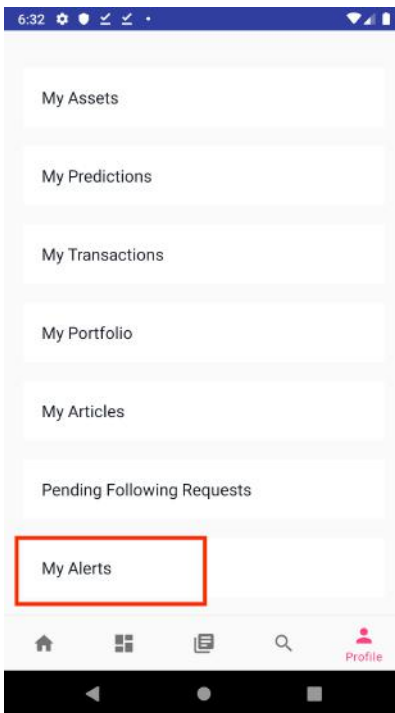 6:32
My Assets
My Predictions
My Transactions
My Portfolio
My Articles
Pending Following Requests
My Alerts
Profile